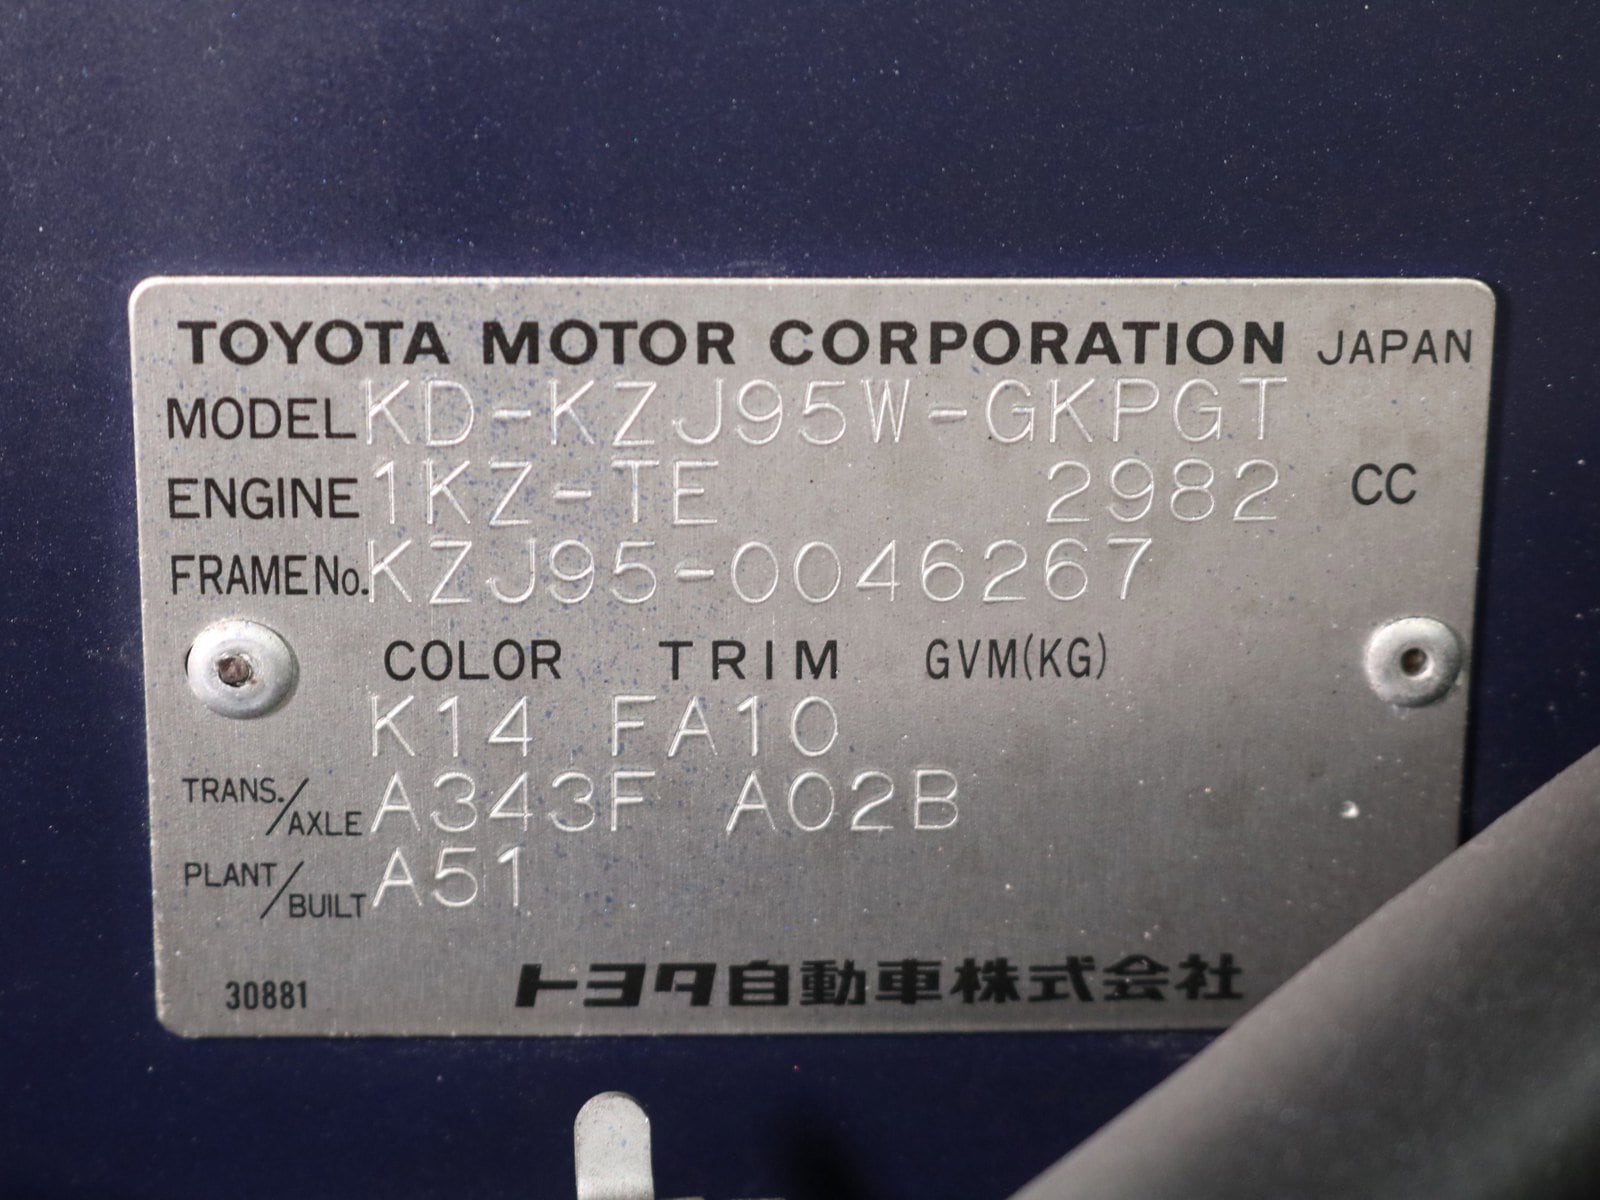 TOYOTA MOTOR CORPORATION JAPAN
MODEL KD-KZJ95W-GKPGT
ENGINE 1KZ-TE 2982 CC
FRAME No. KZJ95-0046267
COLOR TRIM GVM(KG)
K14 FA10
TRANS./AXLE A343F A02B
PLANT/BUILT A51
30881 トヨタ自動車株式会社